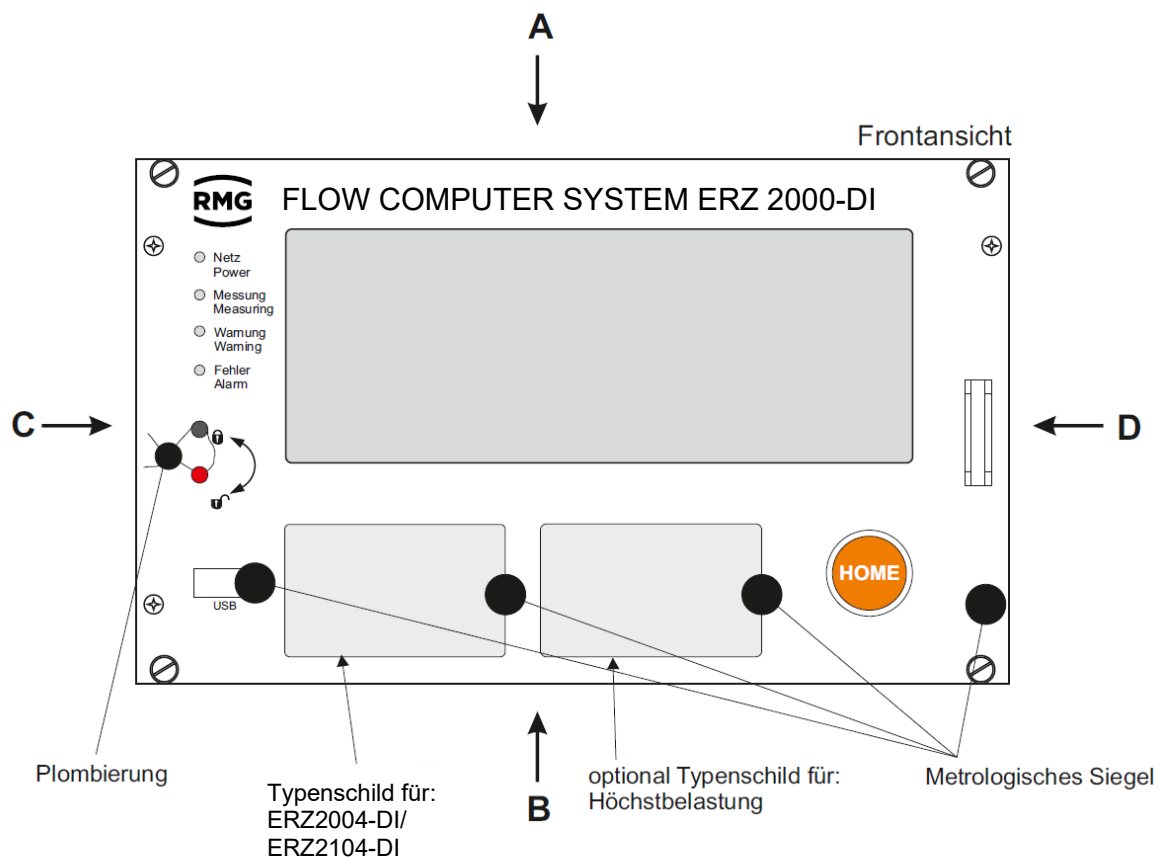 A
Frontansicht
RMG
FLOW COMPUTER SYSTEM ERZ 2000-DI
Netz
Power
Messung
Measuring
Warnung
Warning
Fehler
Alarm
C
D
HOME
USB
Plombierung
Typenschild für:
ERZ2004-DI/
ERZ2104-DI
B
optional Typenschild für:
Höchstbelastung
Metrologisches Siegel